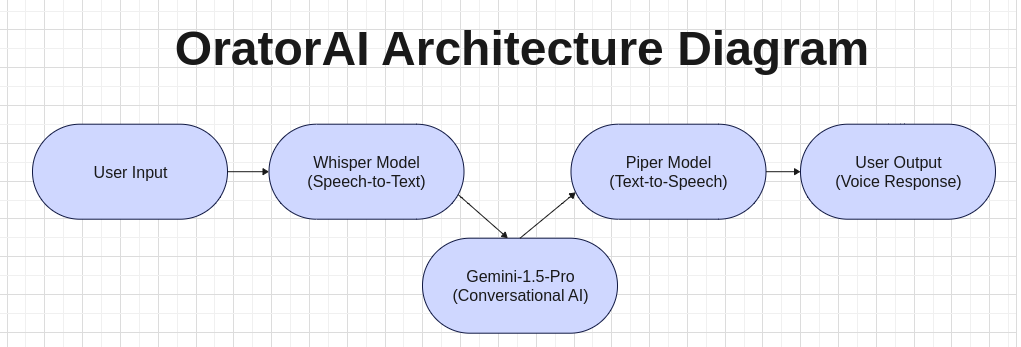 OratorAI Architecture Diagram
User Input
Whisper Model
(Speech-to-Text)
Gemini-1.5-Pro
(Conversational AI)
Piper Model
(Text-to-Speech)
User Output
(Voice Response)